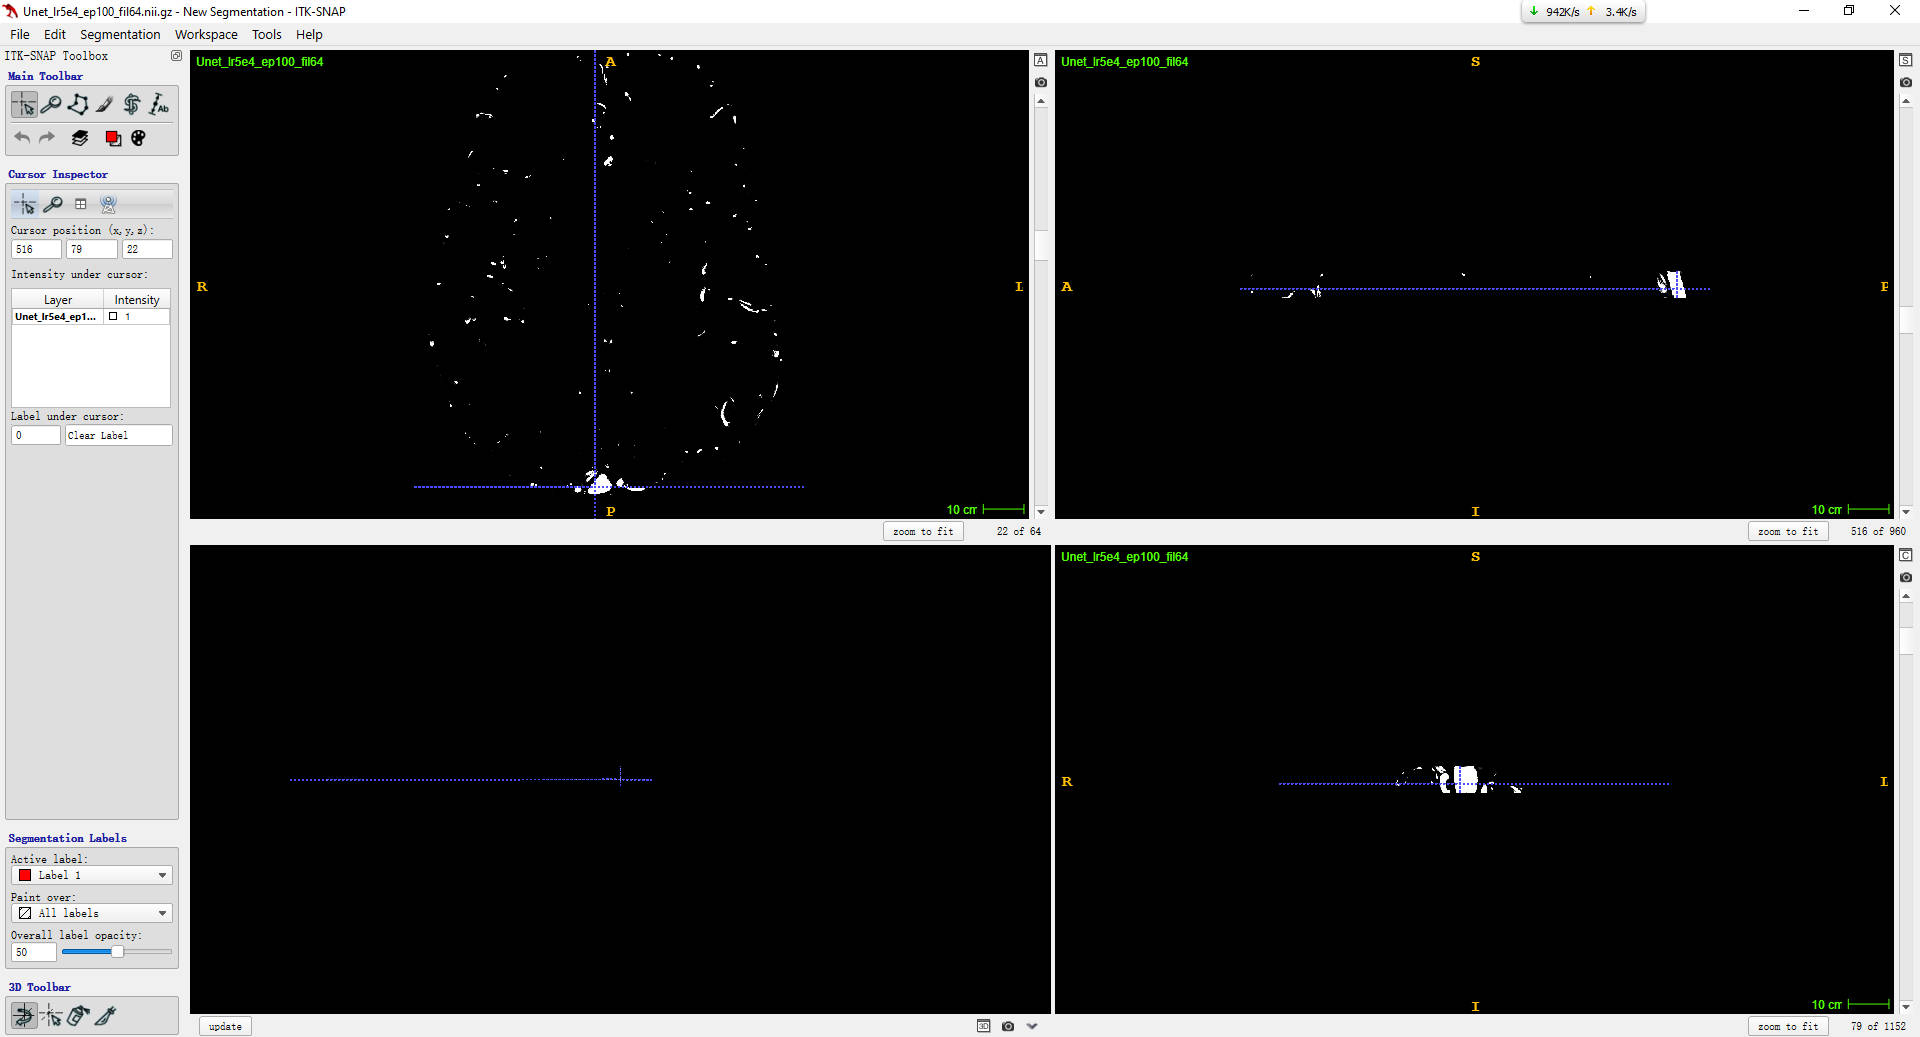 Unet_lr5e4_ep100_fil64.nii.gz - New Segmentation - ITK-SNAP
942K/s 3.4K/s
File Edit Segmentation Workspace Tools Help
ITK-SNAP Toolbox
Main Toolbar
Ab
Cursor Inspector
Cursor position (x,y,z):
516 79 22
Intensity under cursor:
Layer Intensity
Unet_lr5e4_ep1... 1
Label under cursor:
0 Clear Label
Segmentation Labels
Active label:
Label 1
Paint over:
All labels
Overall label opacity:
50
3D Toolbar
Unet_lr5e4_ep100_fil64
A
A
R
L
P
10 cm
zoom to fit
22 of 64
Unet_lr5e4_ep100_fil64
S
S
A
P
I
10 cm
zoom to fit
516 of 960
update
3D
Unet_lr5e4_ep100_fil64
S
C
R
L
I
10 cm
zoom to fit
79 of 1152